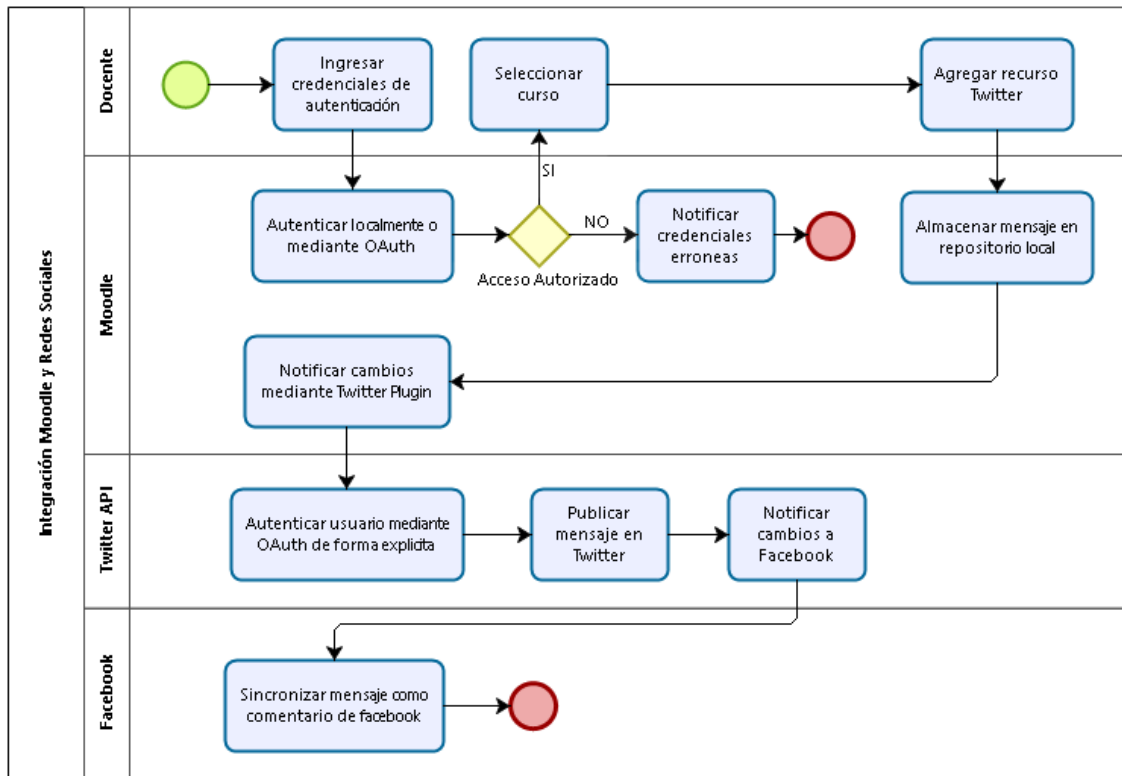 Integración Moodle y Redes Sociales
Docente
Ingresar
credenciales de
autenticación
Seleccionar
curso
Agregar recurso
Twitter
Moodle
Autenticar localmente o
mediante OAuth
SI
NO
Acceso Autorizado
Notificar
credenciales
erroneas
Almacenar mensaje en
repositorio local
Notificar cambios
mediante Twitter Plugin
Twitter API
Autenticar usuario mediante
OAuth de forma explicita
Publicar
mensaje en
Twitter
Notificar
cambios a
Facebook
Facebook
Sincronizar mensaje como
comentario de facebook